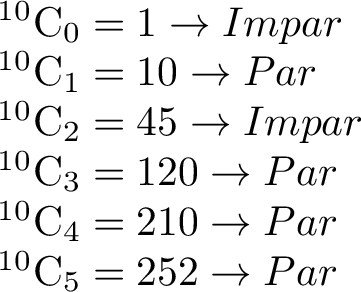 ¹⁰C₀ = 1 → Impar
¹⁰C₁ = 10 → Par
¹⁰C₂ = 45 → Impar
¹⁰C₃ = 120 → Par
¹⁰C₄ = 210 → Par
¹⁰C₅ = 252 → Par